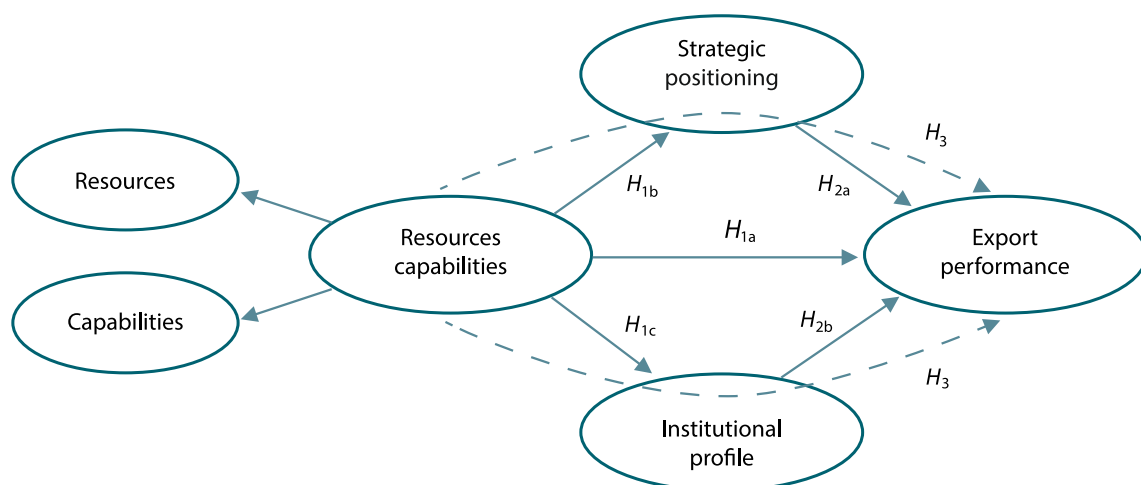 Strategic
positioning
H3
Resources
H1b
H2a
H1a
Resources
capabilities
Export
performance
Capabilities
H1c
H2b
H3
Institutional
profile